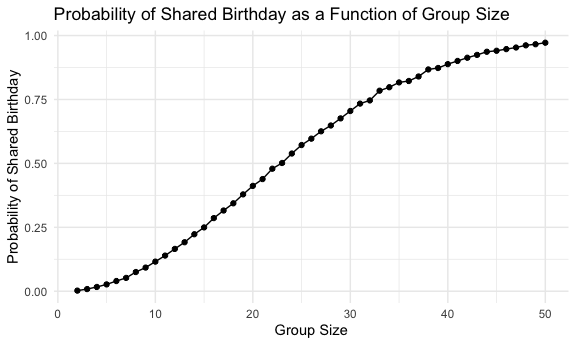 Probability of Shared Birthday as a Function of Group Size
1.00
0.75
0.50
0.25
0.00
Probability of Shared Birthday
0 10 20 30 40 50
Group Size